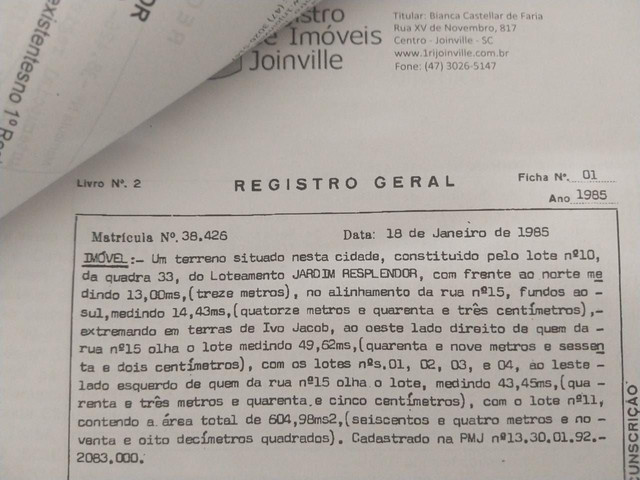 istro
e Imóveis
Joinville
Titular: Bianca Castellar de Faria
Rua XV de Novembro, 817
Centro - Joinville - SC
www.1rijoinville.com.br
Fone: (47) 3026-5147
existentesno 1º
Livro Nº. 2
REGISTRO GERAL
Ficha Nº. 01
Ano 1985
Matrícula Nº. 38.426
Data: 18 de Janeiro de 1985
IMÓVEL:- Um terreno situado nesta cidade, constituido pelo lote nº10,
da quadra 33, do Loteamento JARDIM RESPLENDOR, com frente ao norte me
dindo 13,00ms,(treze metros), no alinhamento da rua nº15, fundos ao -
sul,medindo 14,43ms,(quatorze metros e quarenta e três centímetros),-
extremando em terras de Ivo Jacob, ao oeste lado direito de quem da
rua nº15 olha o lote medindo 49,62ms,(quarenta e nove metros e sessen
ta e dois centímetros), com os lotes nºs.01, 02, 03, e 04, ao leste -
lado esquerdo de quem da rua nº15 olha o lote, medindo 43,45ms,(qua-
renta e três metros e quarenta e cinco centímetros), com o lote nº11,
contendo a área total de 604,98ms2,(seiscentos e quatro metros e no-
venta e oito decímetros quadrados). Cadastrado na PMJ nº13.30.01.92.-
2083.000.
CUNSCRIÇÃO